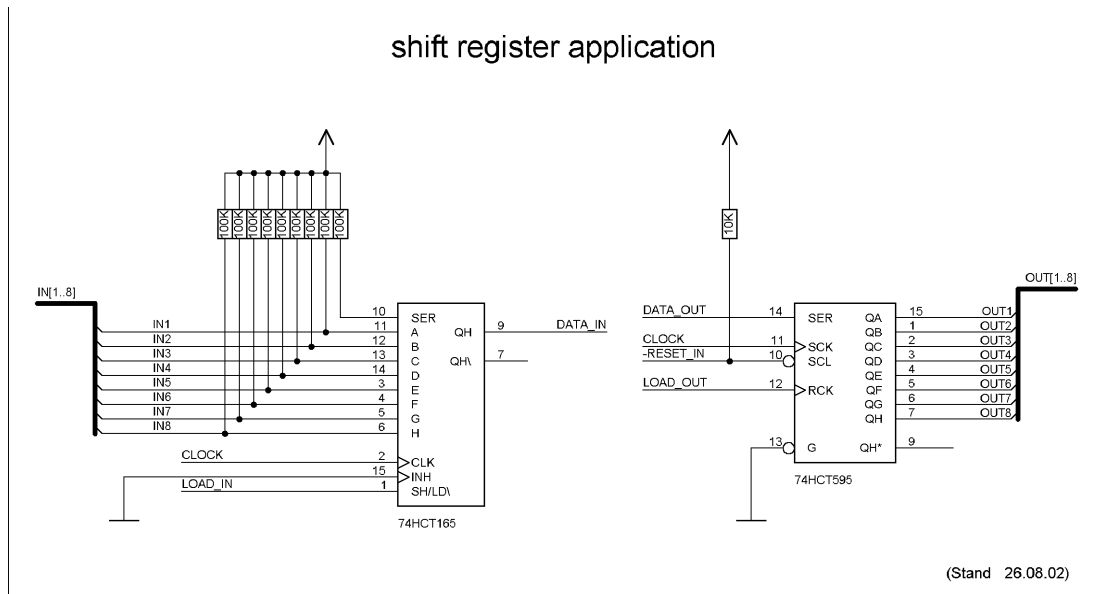 shift register application
100K 100K 100K 100K 100K 100K 100K 100K 100K
10K
IN[1..8]
OUT[1..8]
IN1
IN2
IN3
IN4
IN5
IN6
IN7
IN8
CLOCK
LOAD_IN
10 SER
11 A QH 9 DATA_IN
12 B
13 C QH\ 7
14 D
3 E
4 F
5 G
6 H
2 CLK
15 INH
1 SH/LD\
74HCT165
DATA_OUT 14 SER QA 15 OUT1
QB 1 OUT2
CLOCK 11 SCK QC 2 OUT3
-RESET_IN 10 SCL QD 3 OUT4
QE 4 OUT5
LOAD_OUT 12 RCK QF 5 OUT6
QG 6 OUT7
QH 7 OUT8
13 G QH* 9
74HCT595
(Stand 26.08.02)